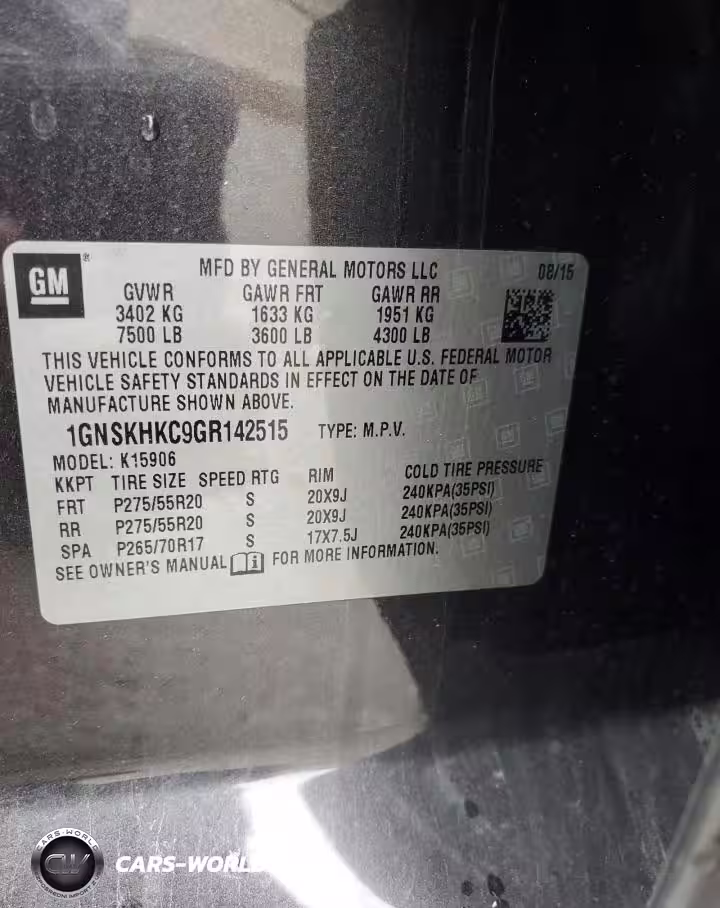 GM ®
MFD BY GENERAL MOTORS LLC 08/15
GVWR GAWR FRT GAWR RR
3402 KG 1633 KG 1951 KG
7500 LB 3600 LB 4300 LB
THIS VEHICLE CONFORMS TO ALL APPLICABLE U.S. FEDERAL MOTOR
VEHICLE SAFETY STANDARDS IN EFFECT ON THE DATE OF
MANUFACTURE SHOWN ABOVE.
1GNSKHKC9GR142515 TYPE: M.P.V.
MODEL: K15906
KKPT TIRE SIZE SPEED RTG RIM COLD TIRE PRESSURE
FRT P275/55R20 S 20X9J 240KPA(35PSI)
RR P275/55R20 S 20X9J 240KPA(35PSI)
SPA P265/70R17 S 17X7.5J 240KPA(35PSI)
SEE OWNER'S MANUAL i FOR MORE INFORMATION.
CARS-WORLD
CARS-WORL